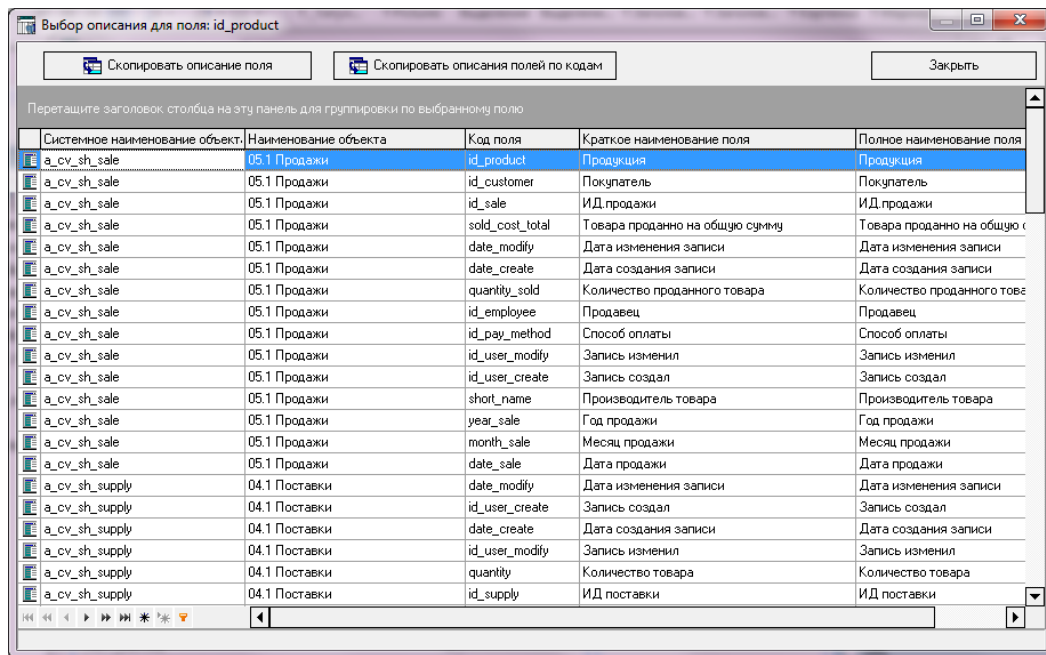 Выбор описания для поля: id_product
Скопировать описание поля Скопировать описания полей по кодам Закрыть
Перетащите заголовок столбца на эту панель для группировки по выбранному полю
Системное наименование объект Наименование объекта Код поля Краткое наименование поля Полное наименование поля
a_cv_sh_sale 05.1 Продажи id_product Продукция Продукция
a_cv_sh_sale 05.1 Продажи id_customer Покупатель Покупатель
a_cv_sh_sale 05.1 Продажи id_sale ИД.продажи ИД.продажи
a_cv_sh_sale 05.1 Продажи sold_cost_total Товара проданно на общую сумму Товара проданно на общую
a_cv_sh_sale 05.1 Продажи date_modify Дата изменения записи Дата изменения записи
a_cv_sh_sale 05.1 Продажи date_create Дата создания записи Дата создания записи
a_cv_sh_sale 05.1 Продажи quantity_sold Количество проданного товара Количество проданного това
a_cv_sh_sale 05.1 Продажи id_employee Продавец Продавец
a_cv_sh_sale 05.1 Продажи id_pay_method Способ оплаты Способ оплаты
a_cv_sh_sale 05.1 Продажи id_user_modify Запись изменил Запись изменил
a_cv_sh_sale 05.1 Продажи id_user_create Запись создал Запись создал
a_cv_sh_sale 05.1 Продажи short_name Производитель товара Производитель товара
a_cv_sh_sale 05.1 Продажи year_sale Год продажи Год продажи
a_cv_sh_sale 05.1 Продажи month_sale Месяц продажи Месяц продажи
a_cv_sh_sale 05.1 Продажи date_sale Дата продажи Дата продажи
a_cv_sh_supply 04.1 Поставки date_modify Дата изменения записи Дата изменения записи
a_cv_sh_supply 04.1 Поставки id_user_create Запись создал Запись создал
a_cv_sh_supply 04.1 Поставки date_create Дата создания записи Дата создания записи
a_cv_sh_supply 04.1 Поставки id_user_modify Запись изменил Запись изменил
a_cv_sh_supply 04.1 Поставки quantity Количество товара Количество товара
a_cv_sh_supply 04.1 Поставки id_supply ИД поставки ИД поставки